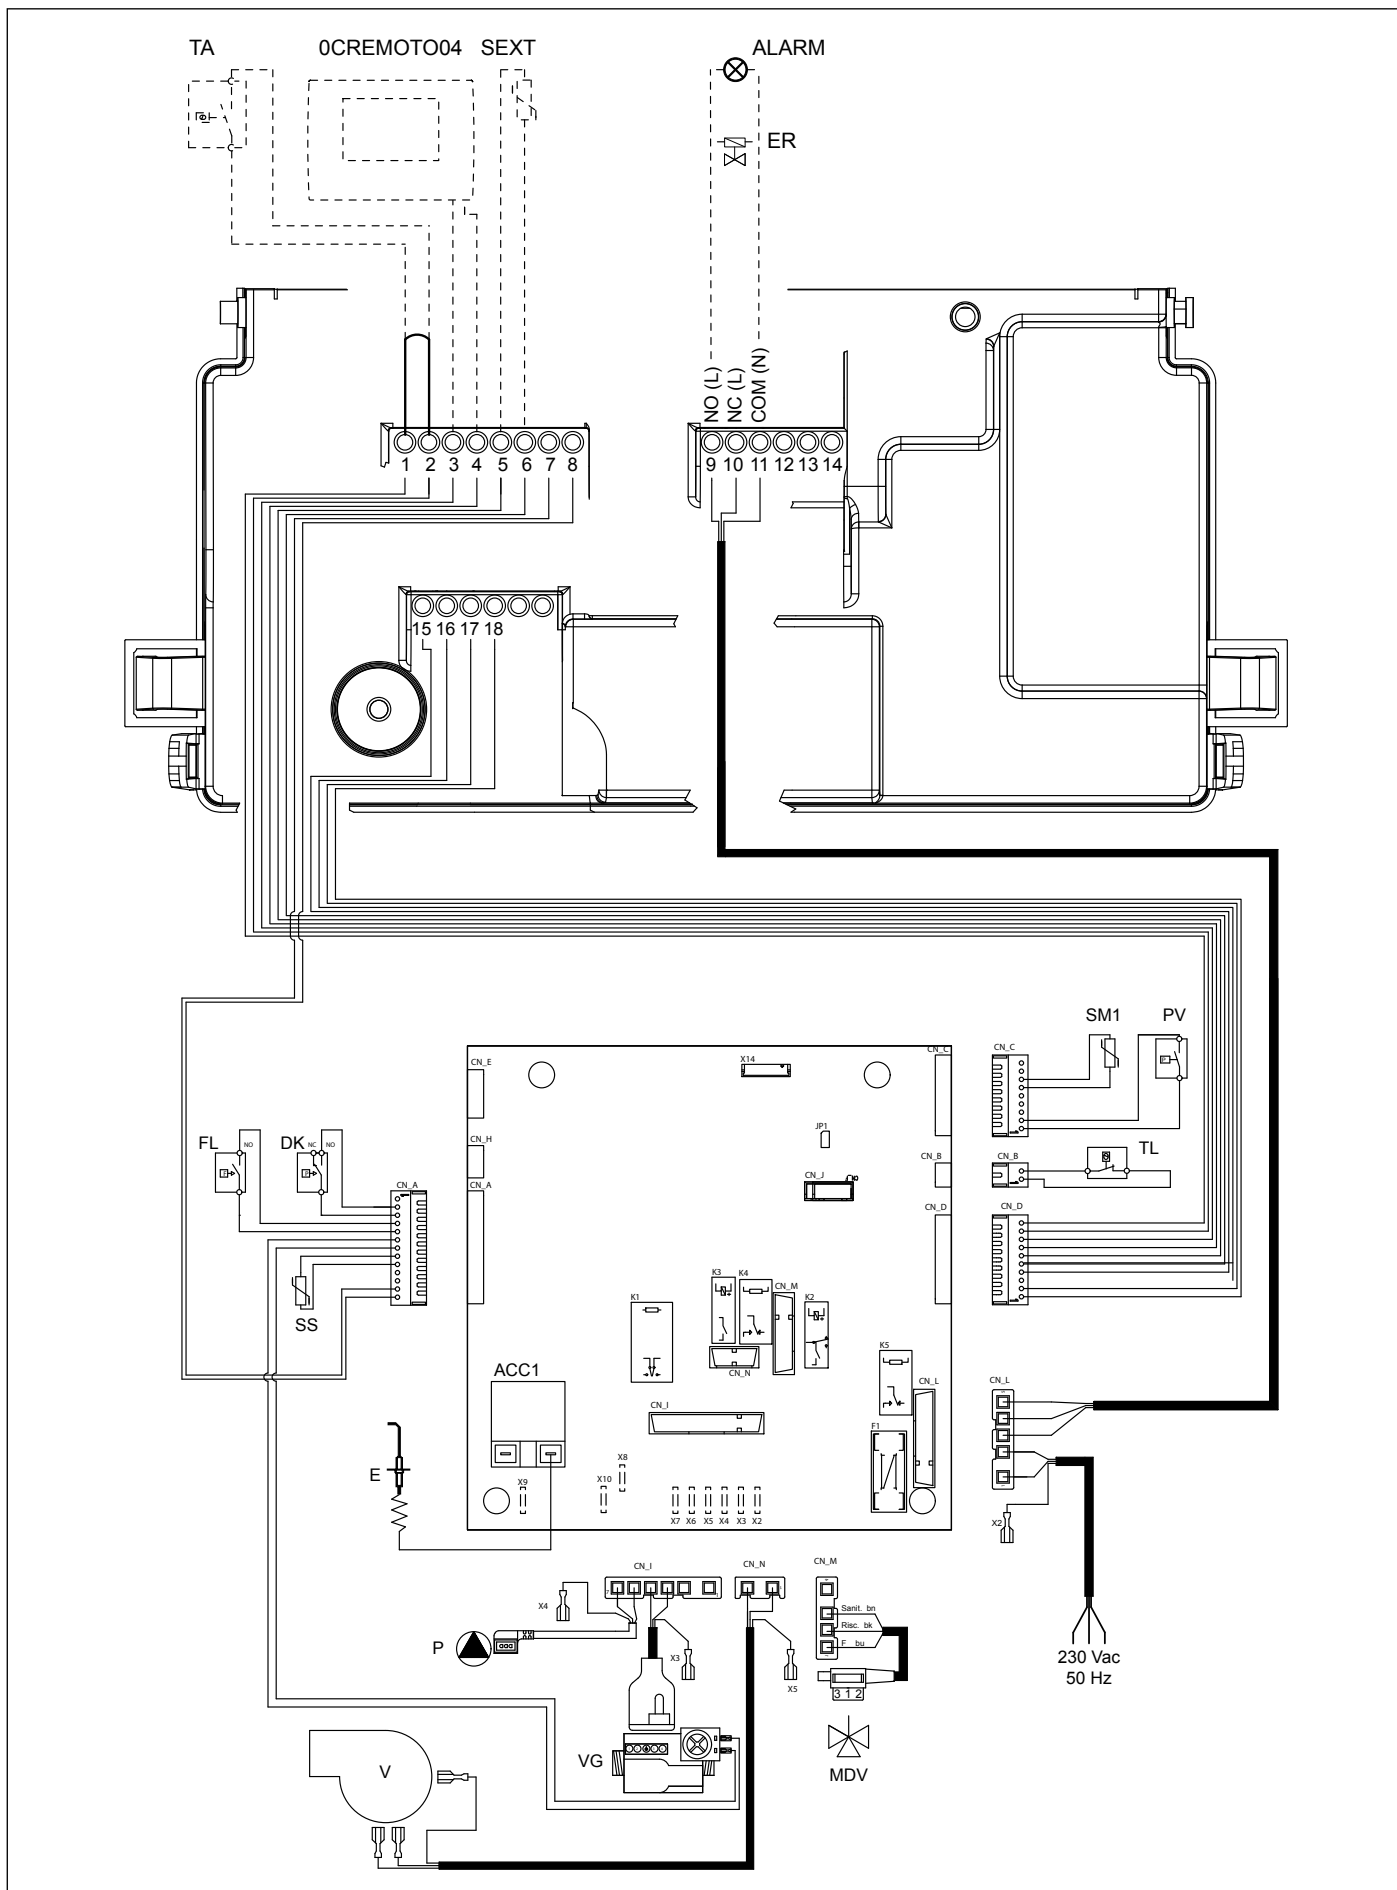 TA 0CREMOTO04 SEXT ALARM
ER
NO (L)
NC (L)
COM (N)
1 2 3 4 5 6 7 8
9 10 11 12 13 14
15 16 17 18
SM1 PV
CN_E
X14
CN_C
CN_C
JP1
FL NO
DK NC NO
CN_H
CN_B
CN_B
TL
CN_A
CN_A
CN_J
CN_D
CN_D
SS
K3 K4 CN_M K2
K1
CN_N
K5
ACC1
CN_L
CN_L
CN_I
F1
E
X8
X9
X10
X7 X6 X5 X4 X3 X2
X2
CN_I
CN_N
CN_M
X4
Sanit. bn
Risc. bk
F bu
P
X3
X5
230 Vac
50 Hz
3 1 2
VG
V
MDV